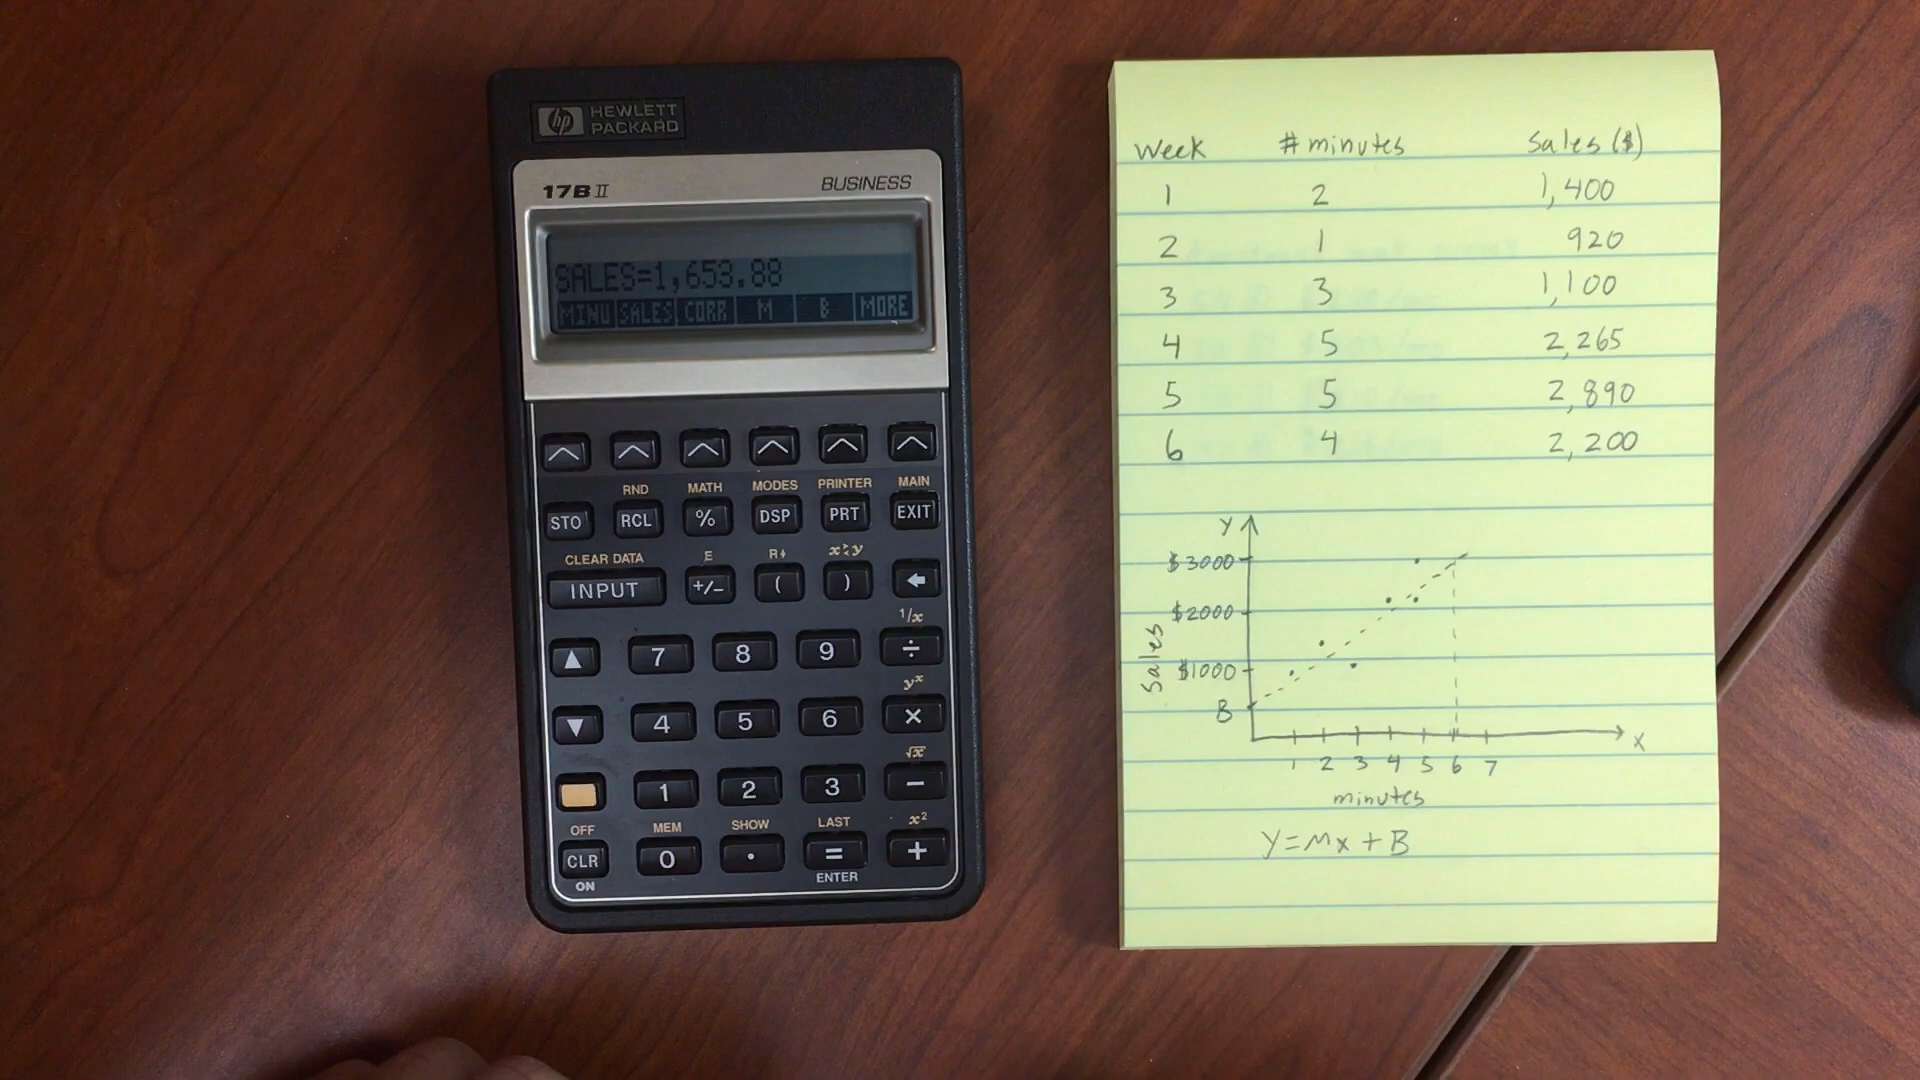 hp HEWLETT
PACKARD
17BII BUSINESS
SALES=1,653.88
MINU SALES CORR M B MORE
RND MATH MODES PRINTER MAIN
STO RCL % DSP PRT EXIT
CLEAR DATA E R↓ x≷y
INPUT +/− ( ) ←
1/x
▲ 7 8 9 ÷
yˣ
▼ 4 5 6 ×
√x
1 2 3 −
OFF MEM SHOW LAST x²
CLR 0 · = +
ON ENTER
Week # minutes Sales ($)
1 2 1,400
2 1 920
3 3 1,100
4 5 2,265
5 5 2,890
6 4 2,200
Y
$3000
$2000
Sales
$1000
B
X
1 2 3 4 5 6 7
minutes
Y=Mx+B